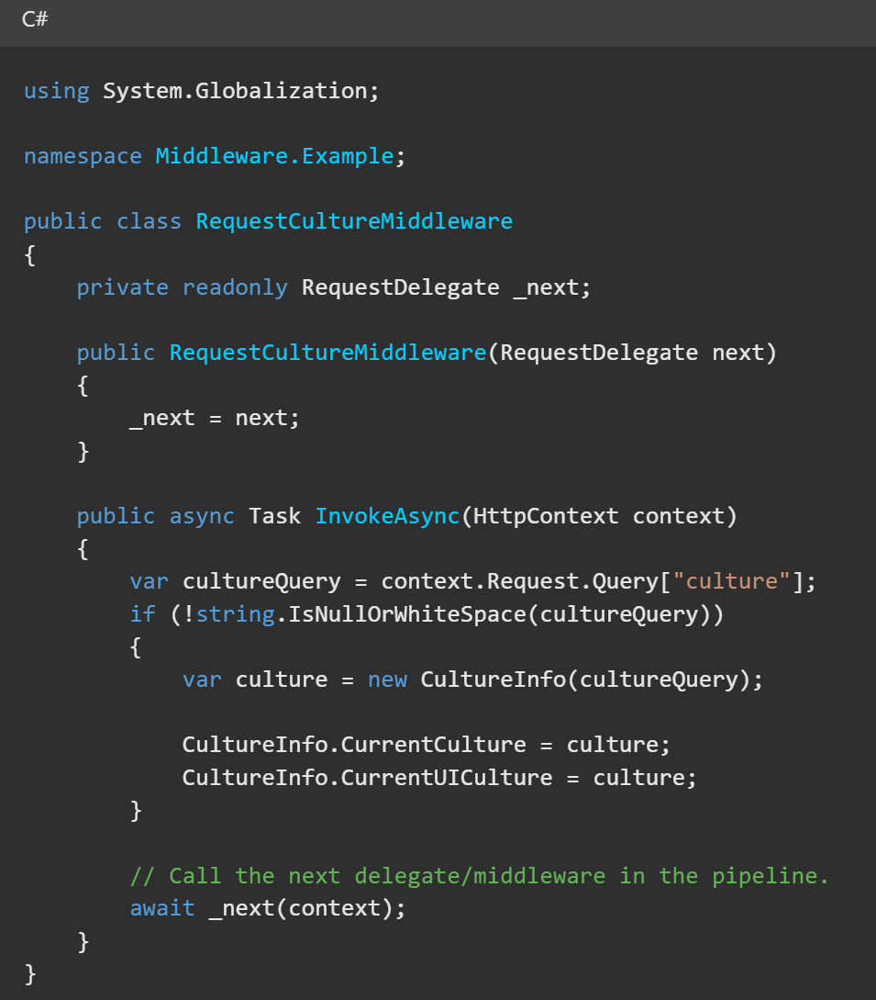 C#
using System.Globalization;
namespace Middleware.Example;
public class RequestCultureMiddleware
{
    private readonly RequestDelegate _next;
    public RequestCultureMiddleware(RequestDelegate next)
    {
        _next = next;
    }
    public async Task InvokeAsync(HttpContext context)
    {
        var cultureQuery = context.Request.Query["culture"];
        if (!string.IsNullOrWhiteSpace(cultureQuery))
        {
            var culture = new CultureInfo(cultureQuery);
            CultureInfo.CurrentCulture = culture;
            CultureInfo.CurrentUICulture = culture;
        }
        // Call the next delegate/middleware in the pipeline.
        await _next(context);
    }
}